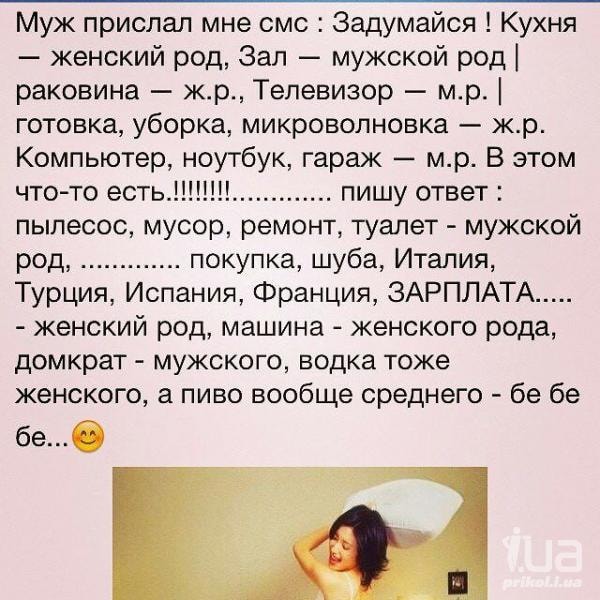 Муж прислал мне смс : Задумайся ! Кухня
— женский род, Зал — мужской род |
раковина — ж.р., Телевизор — м.р. |
готовка, уборка, микроволновка — ж.р.
Компьютер, ноутбук, гараж — м.р. В этом
что-то есть.!!!!!!!!............. пишу ответ :
пылесос, мусор, ремонт, туалет - мужской
род, ............. покупка, шуба, Италия,
Турция, Испания, Франция, ЗАРПЛАТА.....
- женский род, машина - женского рода,
домкрат - мужского, водка тоже
женского, а пиво вообще среднего - бе бе
бе...😊
i.ua
prikol.i.ua